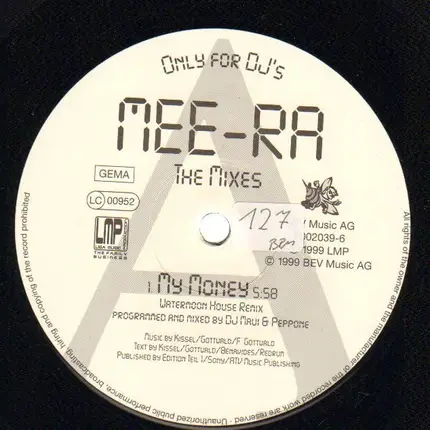 Only for DJ's
MEE-RA
The Mixes
GEMA
LC 00952
LMP
THE FAMILY
BUSINESS
127
BPM
Music AG
02039-6
1999 LMP
© 1999 BEV Music AG
1. My Money 5:58
Watermoon House Remix
programmed and mixed by DJ Maui & Peppone
Music by Kissel/Gottwald/F. Gottwald
Text by Kissel/Gottwald/Benavides/Redrum
Published by Edition Teil 1/Sony/ATV Music Publishing
All rights of the owner and the manufacturer of the recorded work are reserved · Unauthorized public performance, broadcasting, hiring and copying of the record prohibited
A